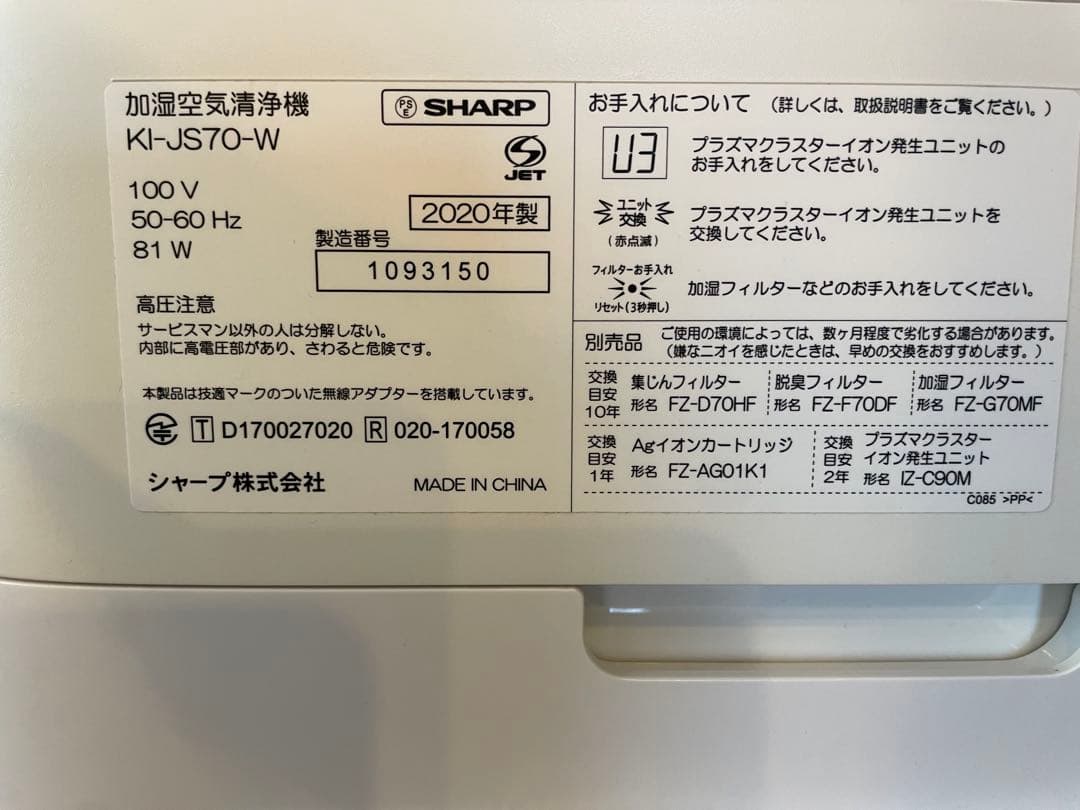 加湿空気清浄機
PSE SHARP
KI-JS70-W
S JET
100 V
50-60 Hz
81 W
2020年製
製造番号
1093150
高圧注意
サービスマン以外の人は分解しない。
内部に高電圧部があり、さわると危険です。
本製品は技適マークのついた無線アダプターを搭載しています。
T D170027020 R 020-170058
シャープ株式会社
MADE IN CHINA
お手入れについて (詳しくは、取扱説明書をご覧ください。)
U3
プラズマクラスターイオン発生ユニットの
お手入れをしてください。
ユニット
交換
(赤点滅)
プラズマクラスターイオン発生ユニットを
交換してください。
フィルターお手入れ
リセット(3秒押し)
加湿フィルターなどのお手入れをしてください。
別売品
ご使用の環境によっては、数ヶ月程度で劣化する場合があります。
(嫌なニオイを感じたときは、早めの交換をおすすめします。)
交換
目安
10年
集じんフィルター
形名 FZ-D70HF
脱臭フィルター
形名 FZ-F70DF
加湿フィルター
形名 FZ-G70MF
交換
目安
1年
Agイオンカートリッジ
形名 FZ-AG01K1
交換
目安
2年
プラズマクラスター
イオン発生ユニット
形名 IZ-C90M
C085 >PP<